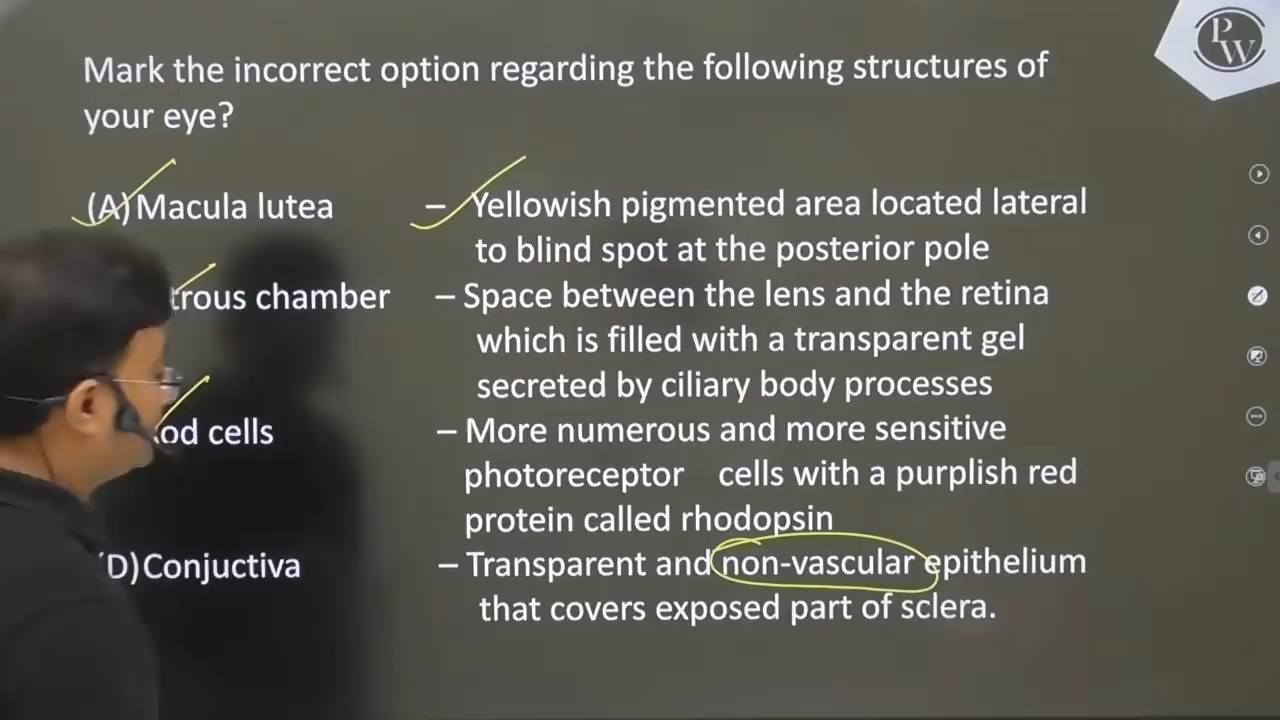 PW
Mark the incorrect option regarding the following structures of
your eye?
(A) Macula lutea – Yellowish pigmented area located lateral
to blind spot at the posterior pole
trous chamber – Space between the lens and the retina
which is filled with a transparent gel
secreted by ciliary body processes
od cells – More numerous and more sensitive
photoreceptor cells with a purplish red
protein called rhodopsin
D) Conjuctiva – Transparent and non-vascular epithelium
that covers exposed part of sclera.